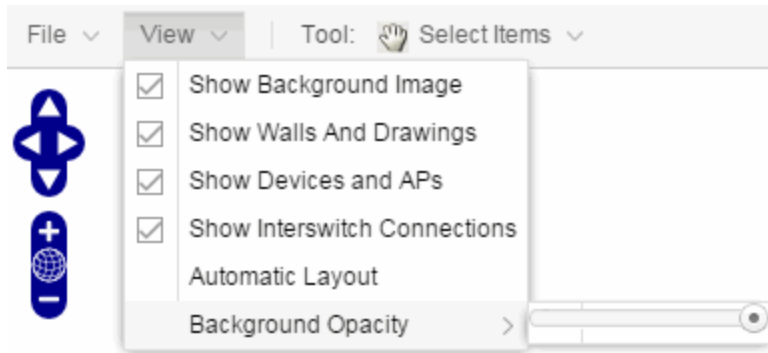 File View Tool: Select Items
Show Background Image
Show Walls And Drawings
Show Devices and APs
Show Interswitch Connections
Automatic Layout
Background Opacity